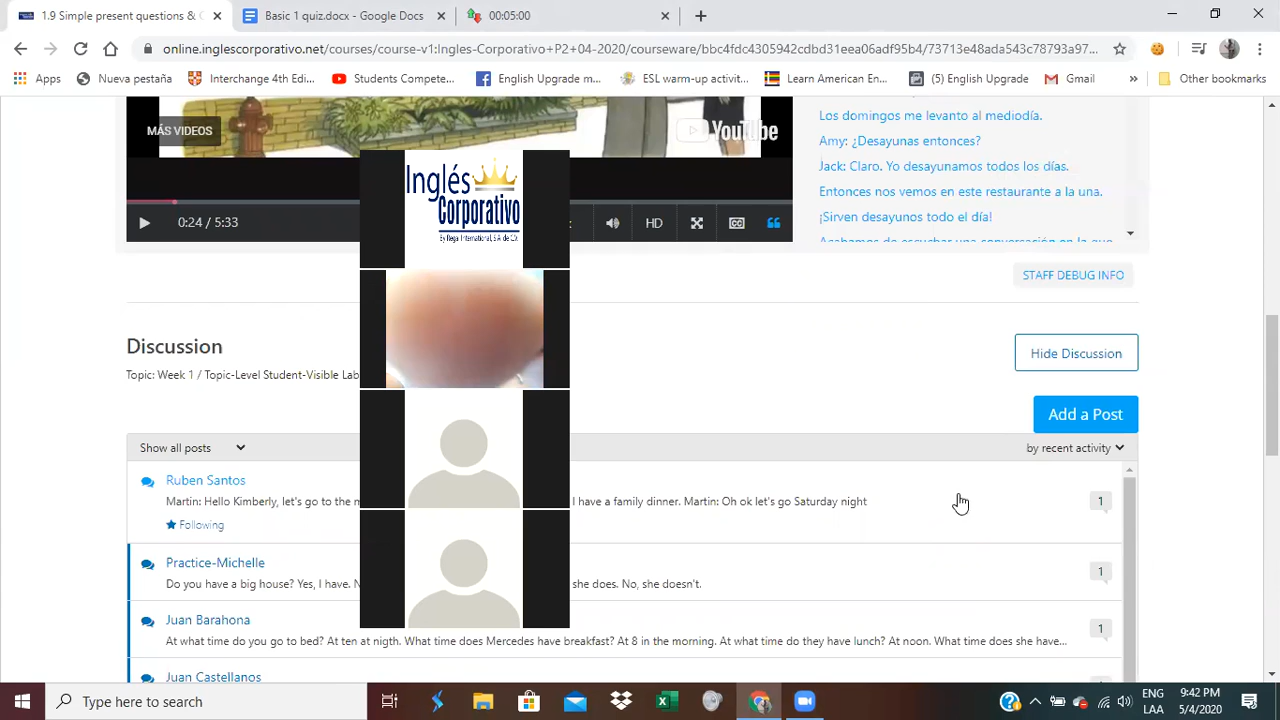 1.9 Simple present questions & (
Basic 1 quiz.docx - Google Docs
00:05:00
online.inglescorporativo.net/courses/course-v1:Ingles-Corporativo+P2+04-2020/courseware/bbc4fdc4305942cdbd31eea06adf95b4/73713e48ada543c78793a97...
Apps
Nueva pestaña
Interchange 4th Edi...
Students Compete...
English Upgrade m...
ESL warm-up activit...
Learn American En...
(5) English Upgrade
Gmail
Other bookmarks
MÁS VIDEOS
YouTube
Los domingos me levanto al mediodía.
Amy: ¿Desayunas entonces?
Jack: Claro. Yo desayunamos todos los días.
Entonces nos vemos en este restaurante a la una.
¡Sirven desayunos todo el día!
Acabamos de escuchar una conversación en la que
0:24 / 5:33
HD
Inglés
Corporativo
STAFF DEBUG INFO
Discussion
Hide Discussion
Topic: Week 1 / Topic-Level Student-Visible Lab
Add a Post
Show all posts
by recent activity
Ruben Santos
Martin: Hello Kimberly, let's go to the m
I have a family dinner. Martin: Oh ok let's go Saturday night
1
Following
Practice-Michelle
Do you have a big house? Yes, I have. N
she does. No, she doesn't.
1
Juan Barahona
At what time do you go to bed? At ten at nigth. What time does Mercedes have breakfast? At 8 in the morning. At what time do they have lunch? At noon. What time does she have...
1
Juan Castellanos
Type here to search
ENG
LAA
9:42 PM
5/4/2020